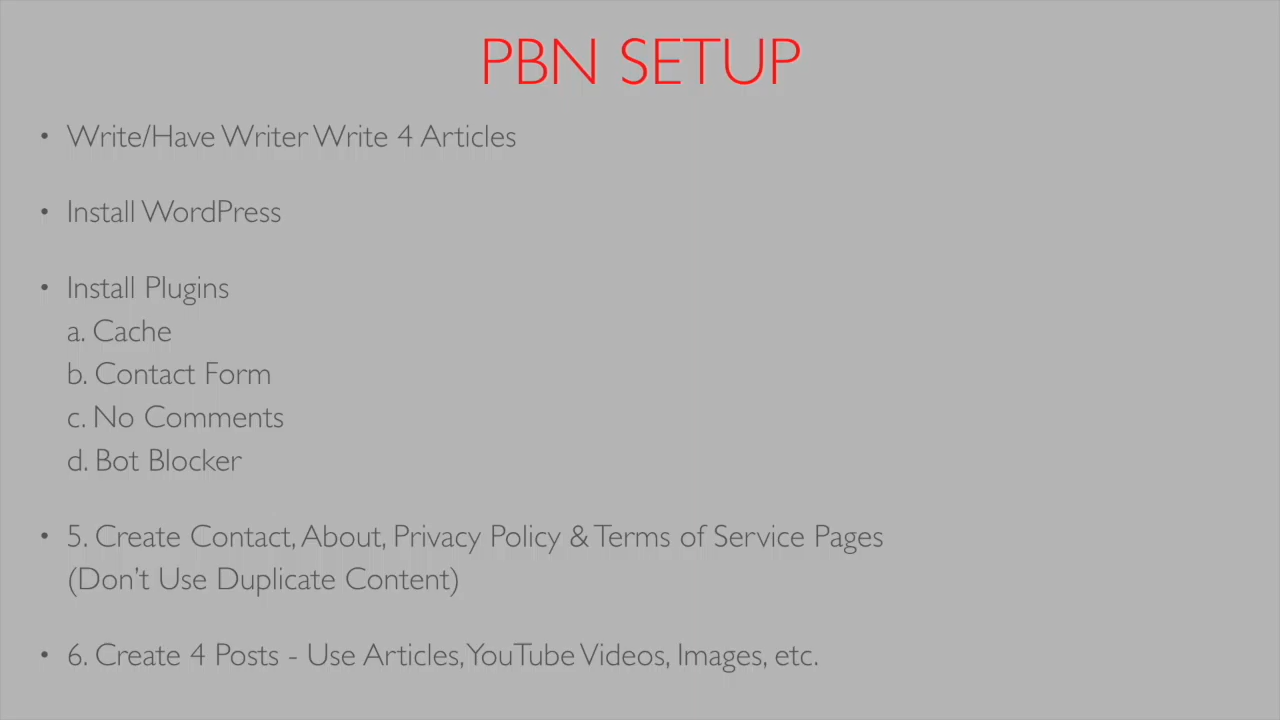 PBN SETUP
• Write/Have Writer Write 4 Articles
• Install WordPress
• Install Plugins
a. Cache
b. Contact Form
c. No Comments
d. Bot Blocker
• 5. Create Contact, About, Privacy Policy & Terms of Service Pages
(Don't Use Duplicate Content)
• 6. Create 4 Posts - Use Articles, YouTube Videos, Images, etc.